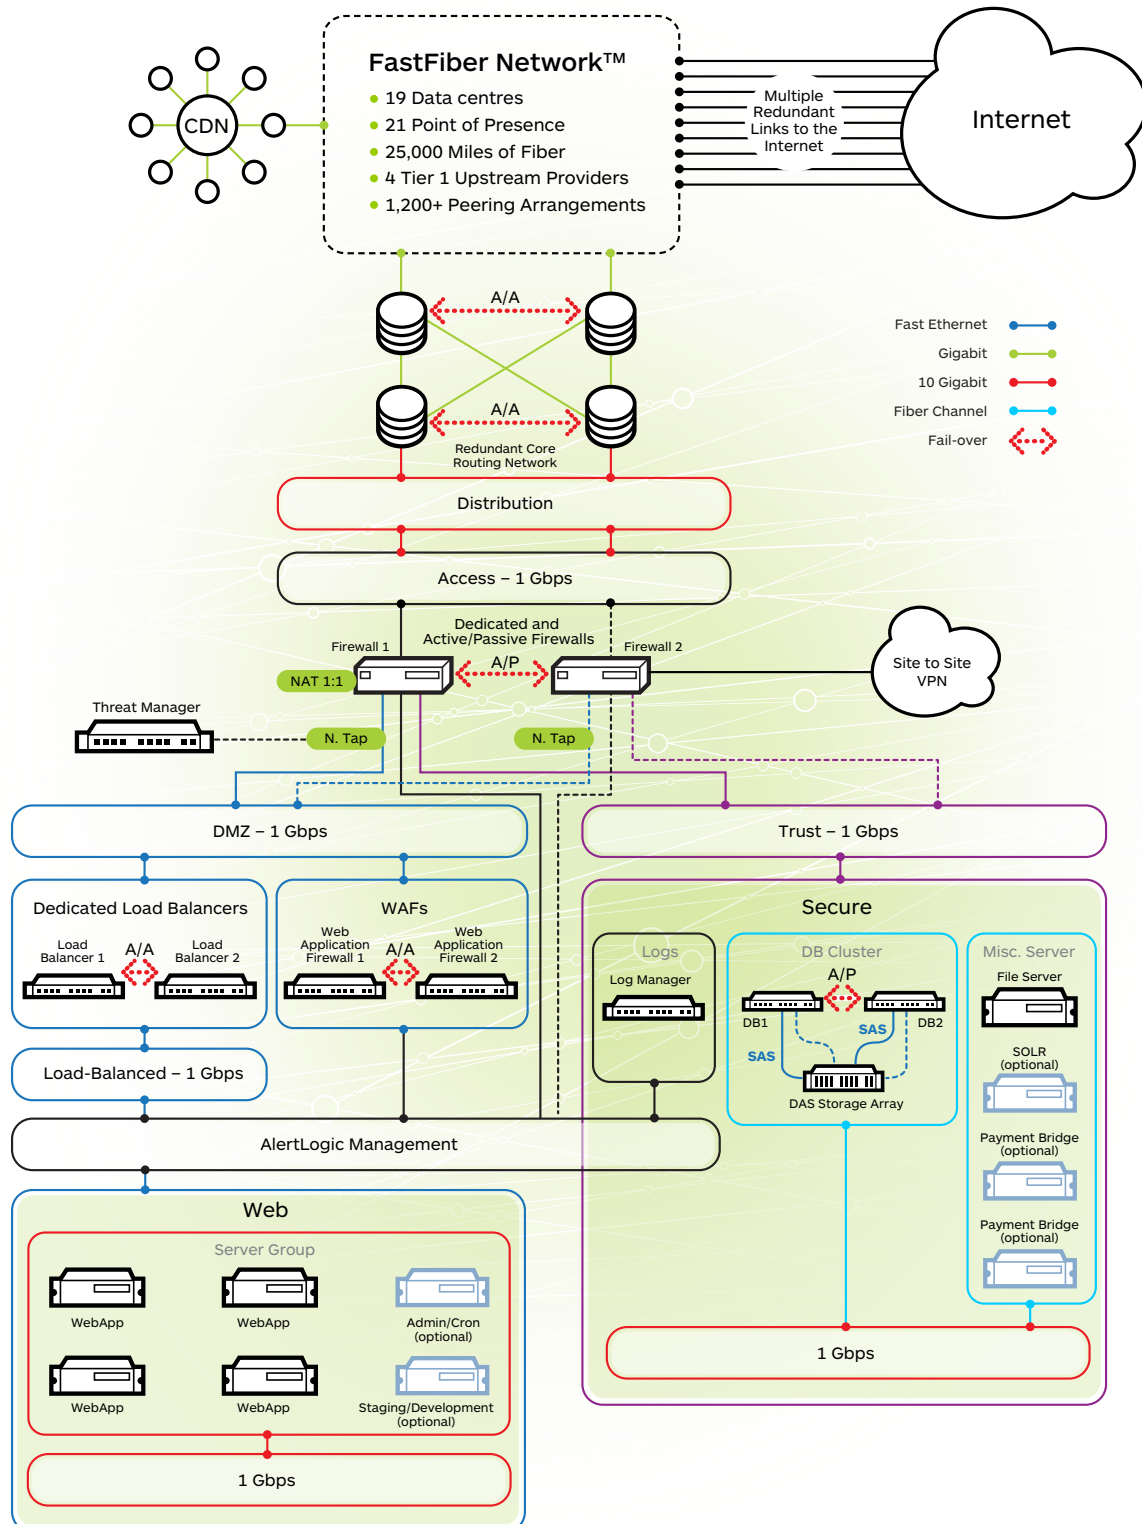 FastFiber Network™
19 Data centres
21 Point of Presence
25,000 Miles of Fiber
4 Tier 1 Upstream Providers
1,200+ Peering Arrangements
CDN
Multiple
Redundant
Links to the
Internet
Internet
A/A
A/A
Redundant Core
Routing Network
Fast Ethernet
Gigabit
10 Gigabit
Fiber Channel
Fail-over
Distribution
Access – 1 Gbps
Dedicated and
Active/Passive Firewalls
Firewall 1
A/P
Firewall 2
NAT 1:1
Site to Site
VPN
Threat Manager
N. Tap
N. Tap
DMZ – 1 Gbps
Trust – 1 Gbps
Dedicated Load Balancers
Load
Balancer 1
A/A
Load
Balancer 2
WAFs
Web
Application
Firewall 1
A/A
Web
Application
Firewall 2
Load-Balanced – 1 Gbps
Secure
Logs
Log Manager
DB Cluster
A/P
DB1
DB2
SAS
SAS
DAS Storage Array
Misc. Server
File Server
SOLR
(optional)
Payment Bridge
(optional)
Payment Bridge
(optional)
1 Gbps
AlertLogic Management
Web
Server Group
WebApp
WebApp
Admin/Cron
(optional)
WebApp
WebApp
Staging/Development
(optional)
1 Gbps